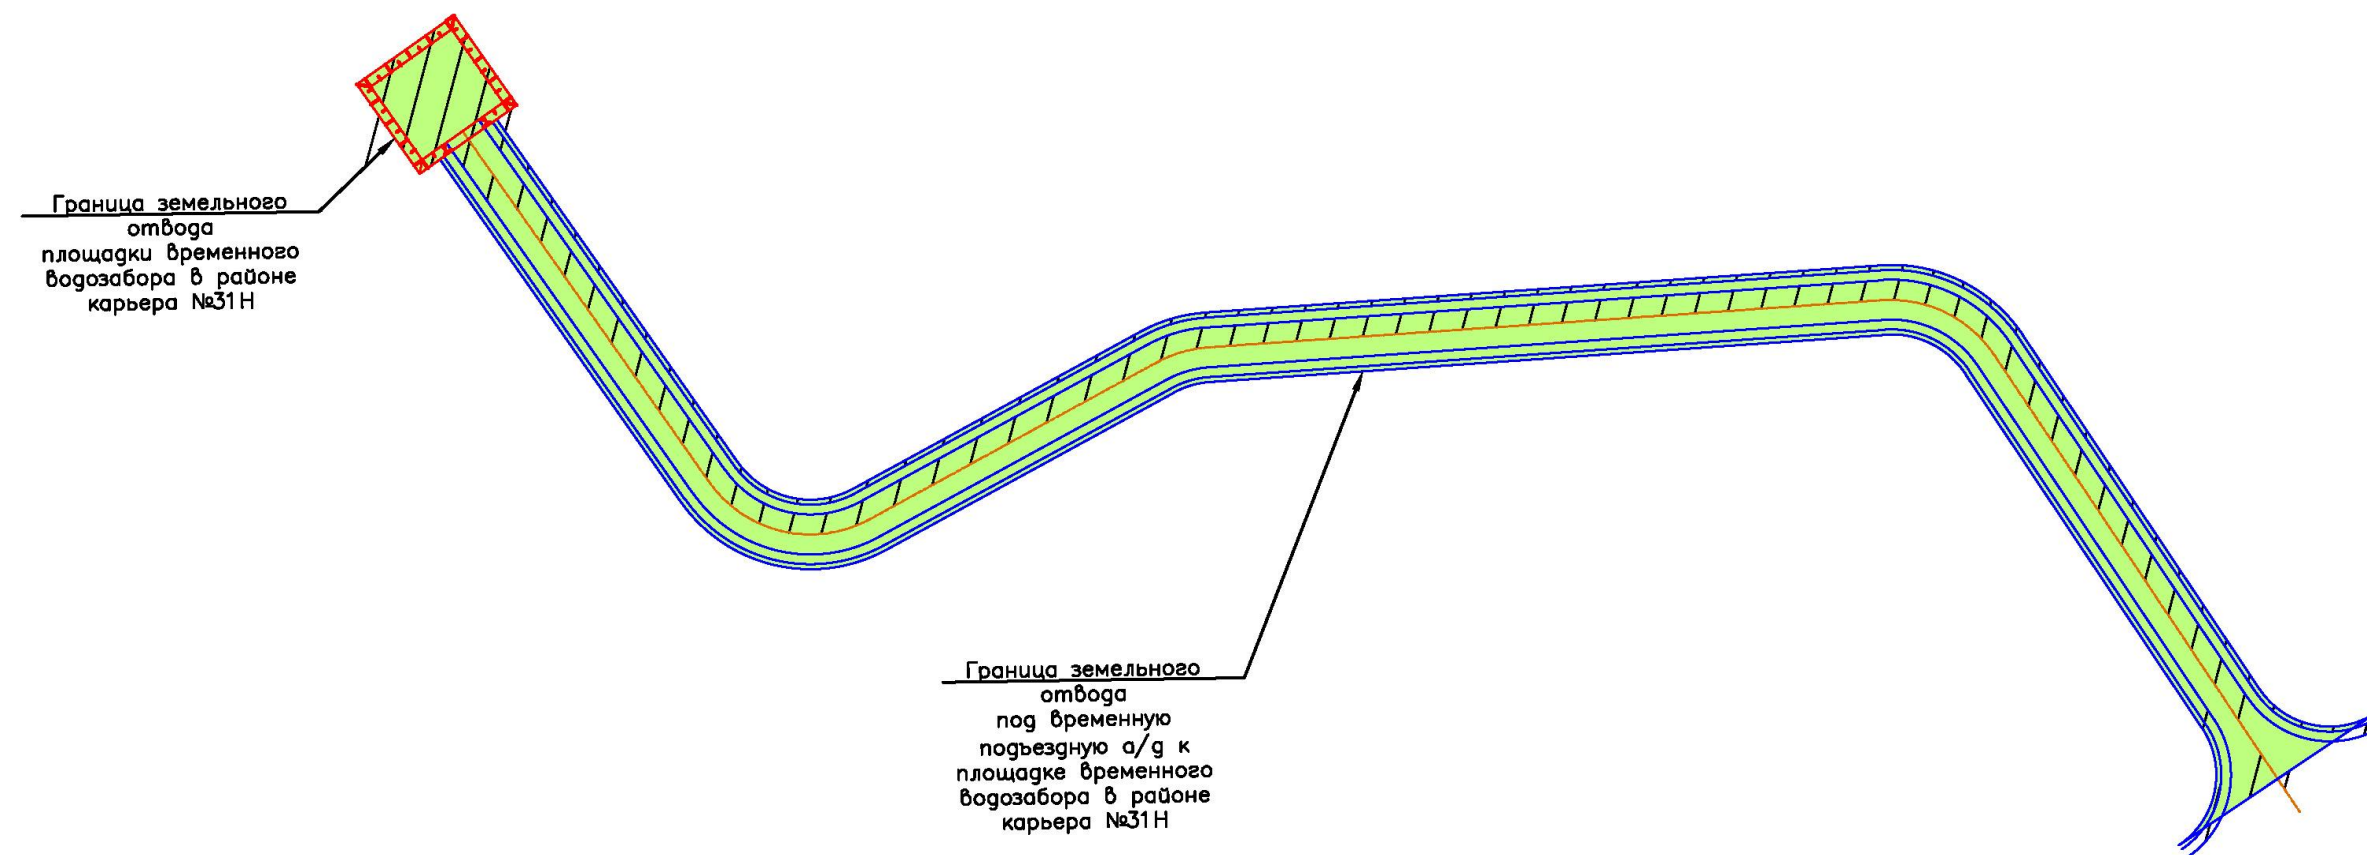 Граница земельного
отвода
площадки временного
водозабора в районе
карьера №31Н
Граница земельного
отвода
под временную
подъездную а/д к
площадке временного
водозабора в районе
карьера №31Н